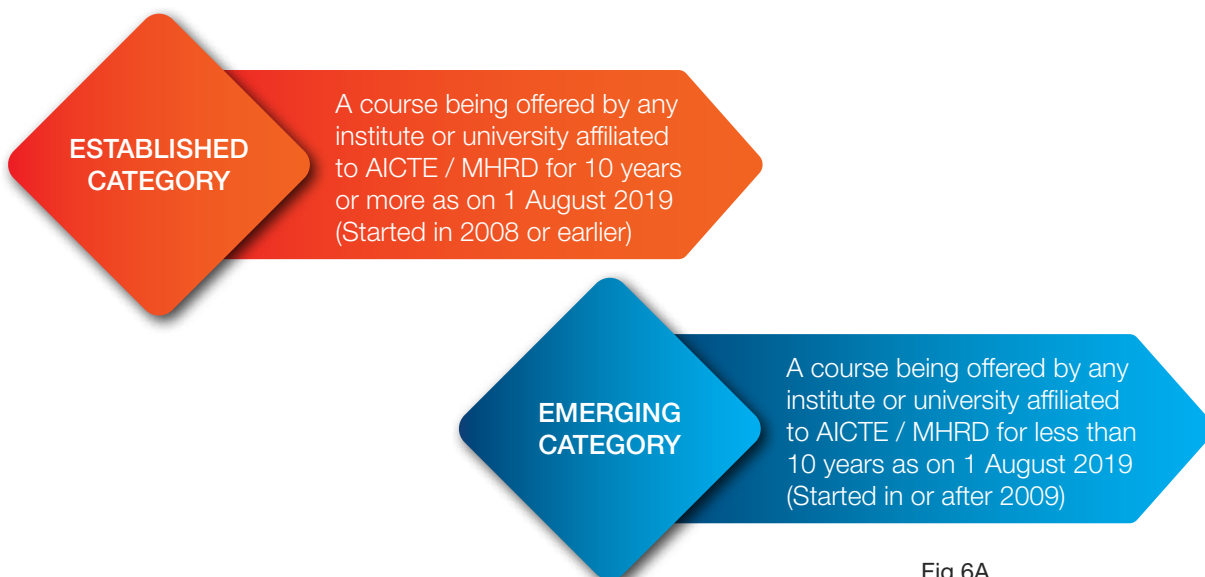 ESTABLISHED
CATEGORY
A course being offered by any
institute or university affiliated
to AICTE / MHRD for 10 years
or more as on 1 August 2019
(Started in 2008 or earlier)
EMERGING
CATEGORY
A course being offered by any
institute or university affiliated
to AICTE / MHRD for less than
10 years as on 1 August 2019
(Started in or after 2009)
Fig 6A